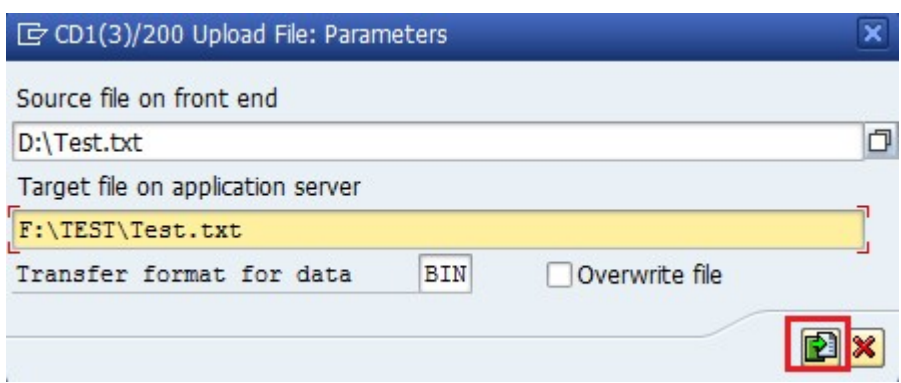 CD1(3)/200 Upload File: Parameters
Source file on front end
D:\Test.txt
Target file on application server
F:\TEST\Test.txt
Transfer format for data BIN Overwrite file